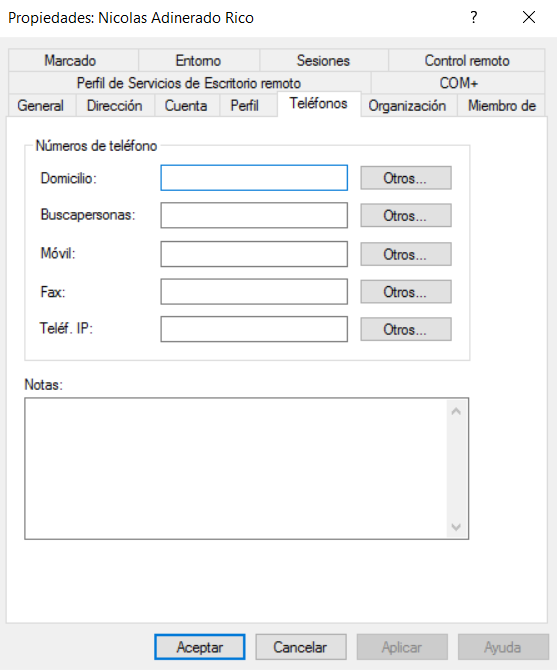 Propiedades: Nicolas Adinerado Rico ?
Marcado Entorno Sesiones Control remoto
Perfil de Servicios de Escritorio remoto COM+
General Dirección Cuenta Perfil Teléfonos Organización Miembro de
Números de teléfono
Domicilio: Otros...
Buscapersonas: Otros...
Móvil: Otros...
Fax: Otros...
Teléf. IP: Otros...
Notas:
Aceptar Cancelar Aplicar Ayuda